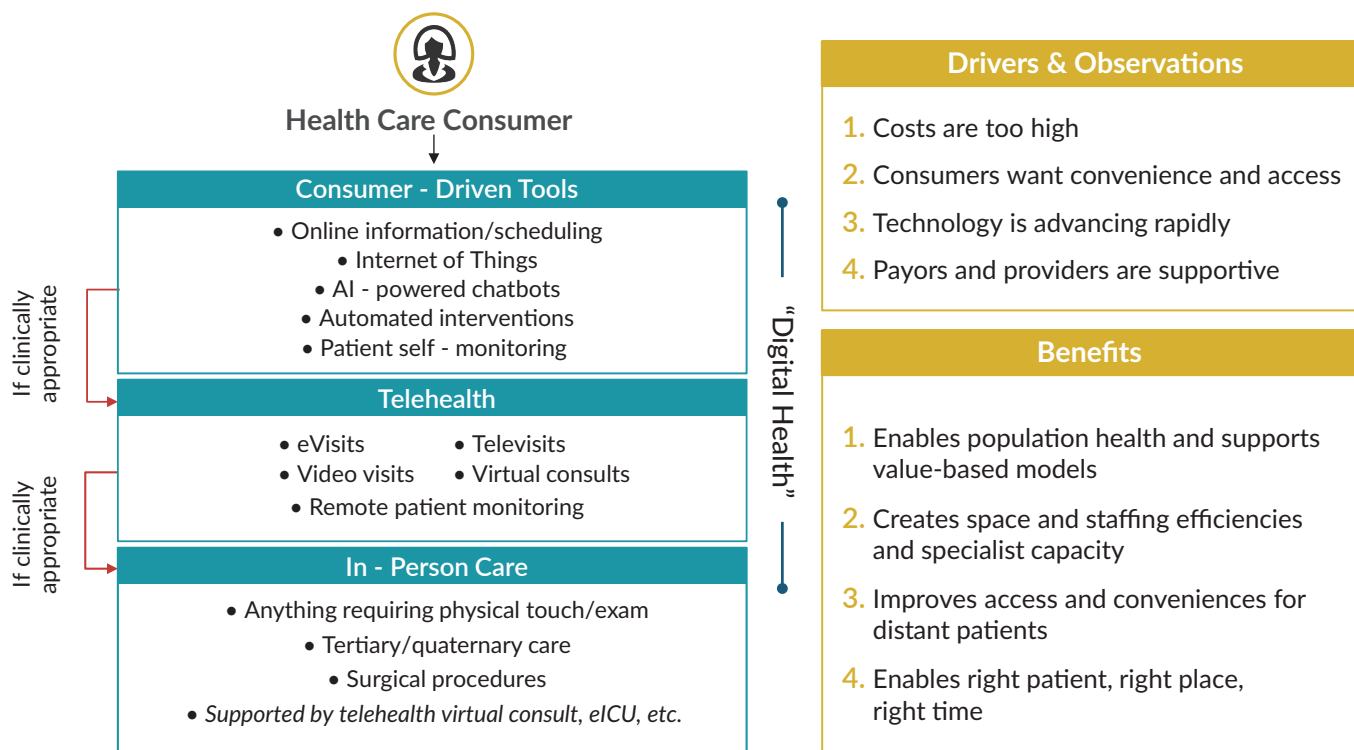 Health Care Consumer
Consumer - Driven Tools
• Online information/scheduling
• Internet of Things
• AI - powered chatbots
• Automated interventions
• Patient self - monitoring
If clinically
appropriate
Telehealth
• eVisits
• Televisits
• Video visits
• Virtual consults
• Remote patient monitoring
If clinically
appropriate
In - Person Care
• Anything requiring physical touch/exam
• Tertiary/quaternary care
• Surgical procedures
• Supported by telehealth virtual consult, eICU, etc.
“Digital Health”
Drivers & Observations
1. Costs are too high
2. Consumers want convenience and access
3. Technology is advancing rapidly
4. Payors and providers are supportive
Benefits
1. Enables population health and supports
value-based models
2. Creates space and staffing efficiencies
and specialist capacity
3. Improves access and conveniences for
distant patients
4. Enables right patient, right place,
right time